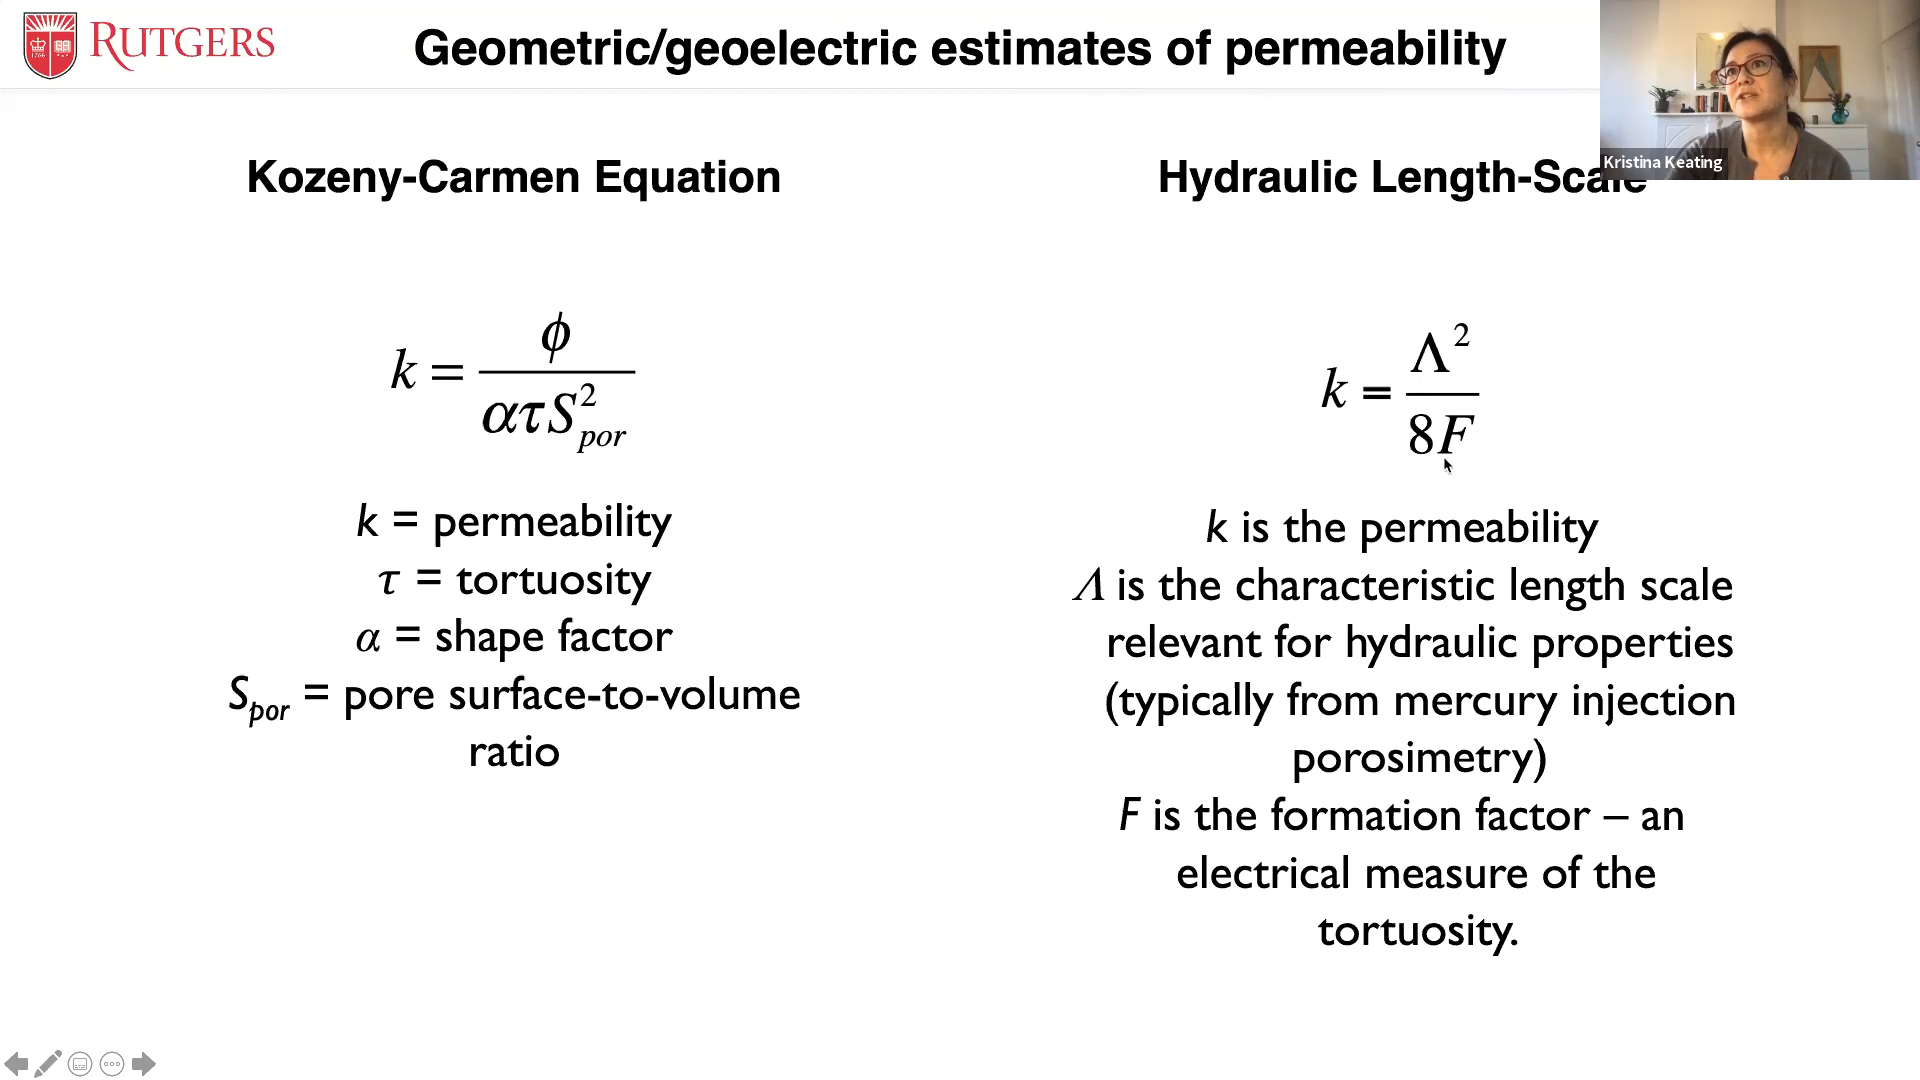 RUTGERS
Geometric/geoelectric estimates of permeability
Kristina Keating
Kozeny-Carmen Equation
k = ϕ / ατS²por
k = permeability
τ = tortuosity
α = shape factor
Spor = pore surface-to-volume
ratio
Hydraulic Length-Scale
k = Λ² / 8F
k is the permeability
Λ is the characteristic length scale
relevant for hydraulic properties
(typically from mercury injection
porosimetry)
F is the formation factor – an
electrical measure of the
tortuosity.